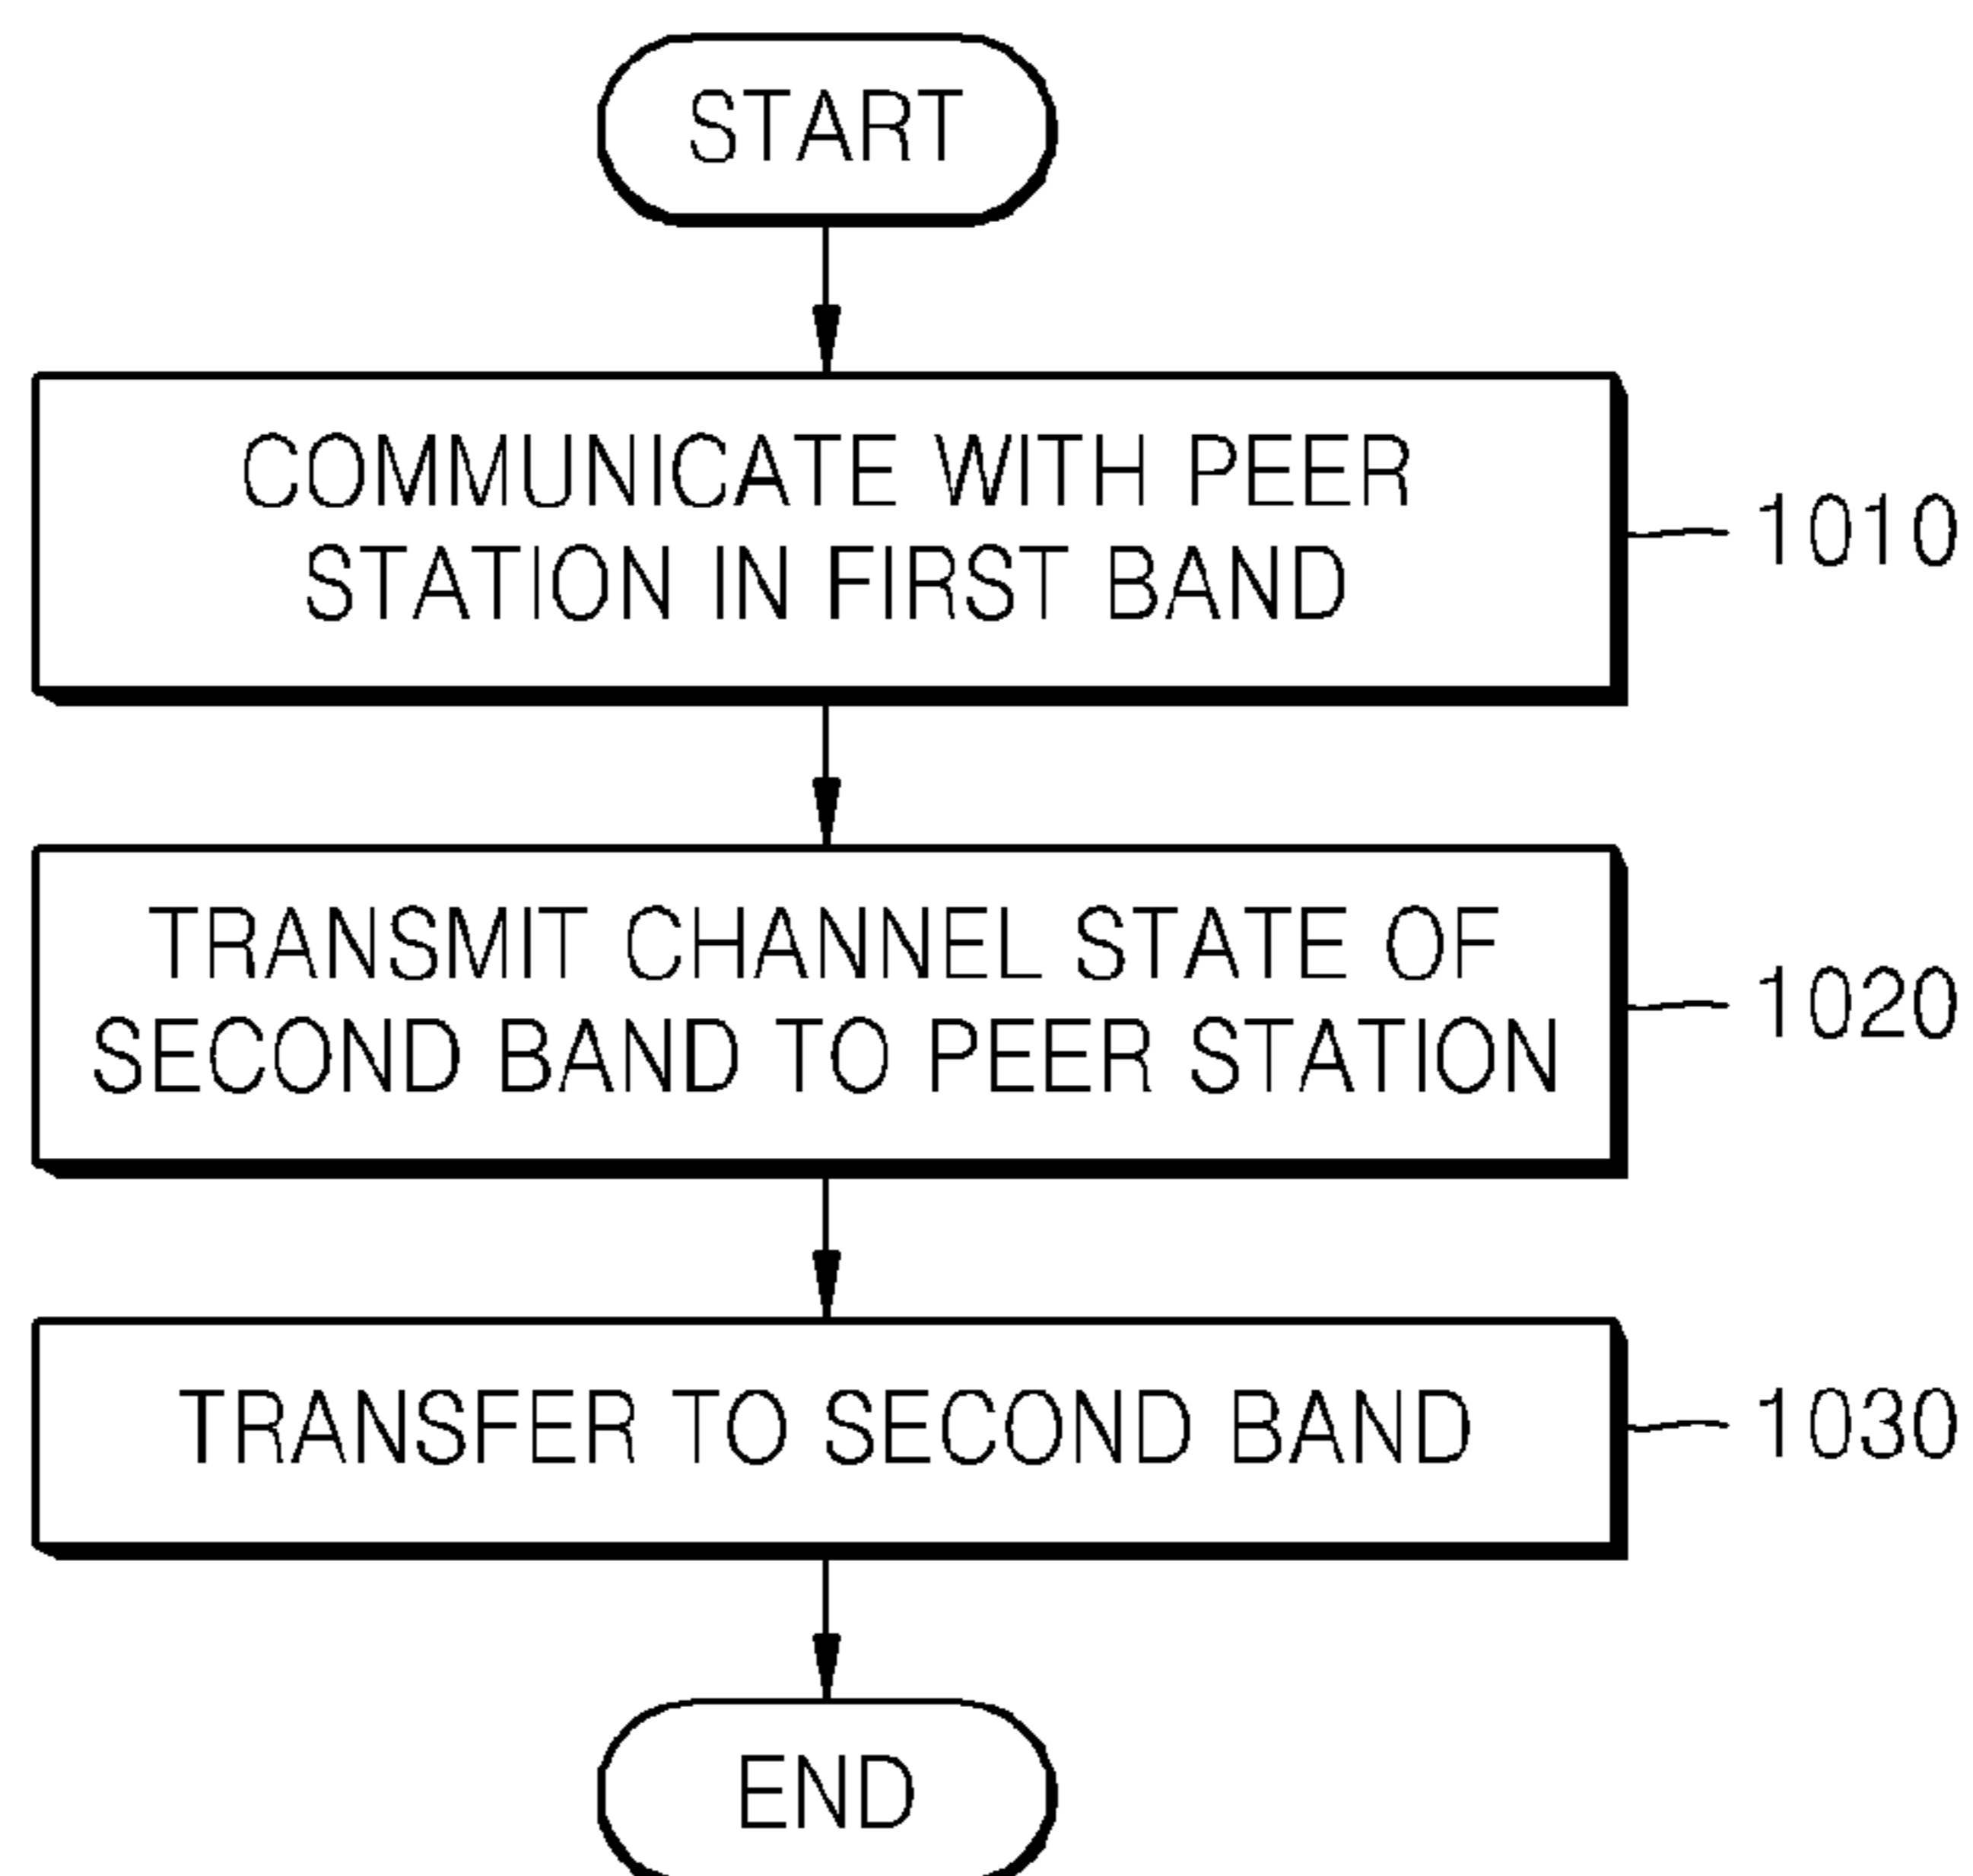 START
COMMUNICATE WITH PEER
STATION IN FIRST BAND
1010
TRANSMIT CHANNEL STATE OF
SECOND BAND TO PEER STATION
1020
TRANSFER TO SECOND BAND
1030
END